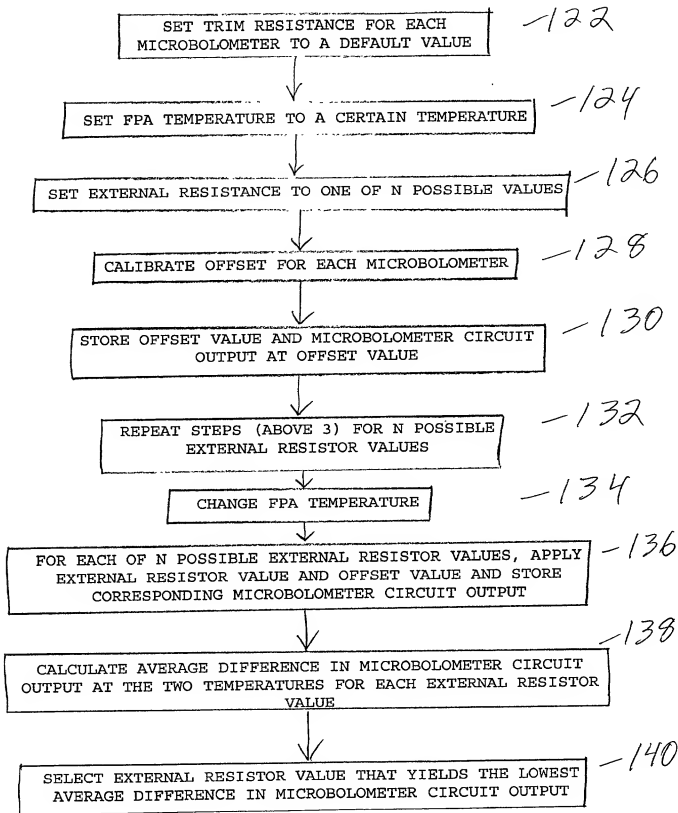 SET TRIM RESISTANCE FOR EACH
MICROBOLOMETER TO A DEFAULT VALUE
122
SET FPA TEMPERATURE TO A CERTAIN TEMPERATURE
124
SET EXTERNAL RESISTANCE TO ONE OF N POSSIBLE VALUES
126
CALIBRATE OFFSET FOR EACH MICROBOLOMETER
128
STORE OFFSET VALUE AND MICROBOLOMETER CIRCUIT
OUTPUT AT OFFSET VALUE
130
REPEAT STEPS (ABOVE 3) FOR N POSSIBLE
EXTERNAL RESISTOR VALUES
132
CHANGE FPA TEMPERATURE
134
FOR EACH OF N POSSIBLE EXTERNAL RESISTOR VALUES, APPLY
EXTERNAL RESISTOR VALUE AND OFFSET VALUE AND STORE
CORRESPONDING MICROBOLOMETER CIRCUIT OUTPUT
136
CALCULATE AVERAGE DIFFERENCE IN MICROBOLOMETER CIRCUIT
OUTPUT AT THE TWO TEMPERATURES FOR EACH EXTERNAL RESISTOR
VALUE
138
SELECT EXTERNAL RESISTOR VALUE THAT YIELDS THE LOWEST
AVERAGE DIFFERENCE IN MICROBOLOMETER CIRCUIT OUTPUT
140